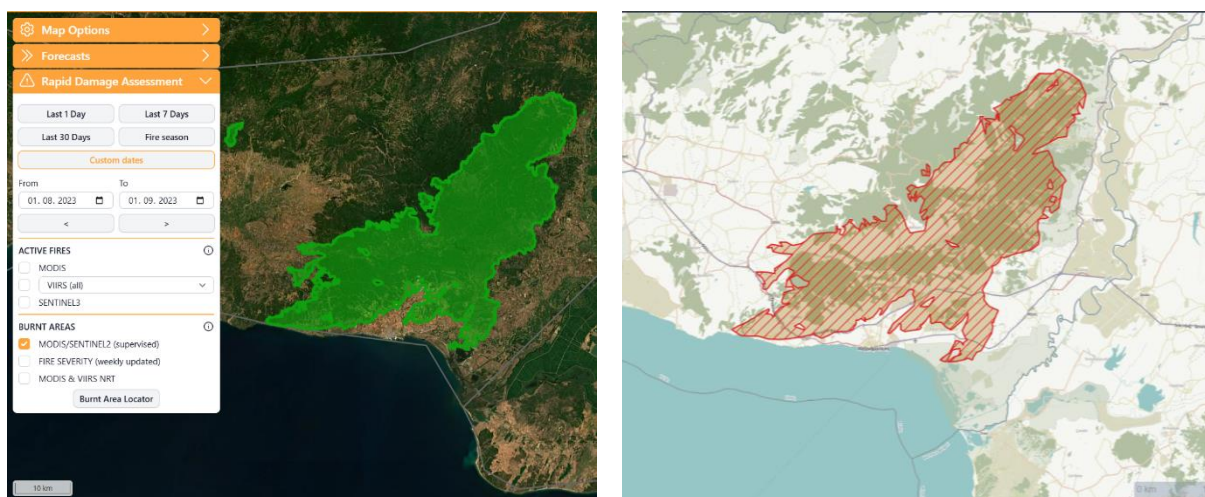 Map Options
Forecasts
Rapid Damage Assessment
Last 1 Day Last 7 Days
Last 30 Days Fire season
Custom dates
From To
01. 08. 2023 01. 09. 2023
< >
ACTIVE FIRES
MODIS
VIIRS (all)
SENTINEL3
BURNT AREAS
MODIS/SENTINEL2 (supervised)
FIRE SEVERITY (weekly updated)
MODIS & VIIRS NRT
Burnt Area Locator
10 km